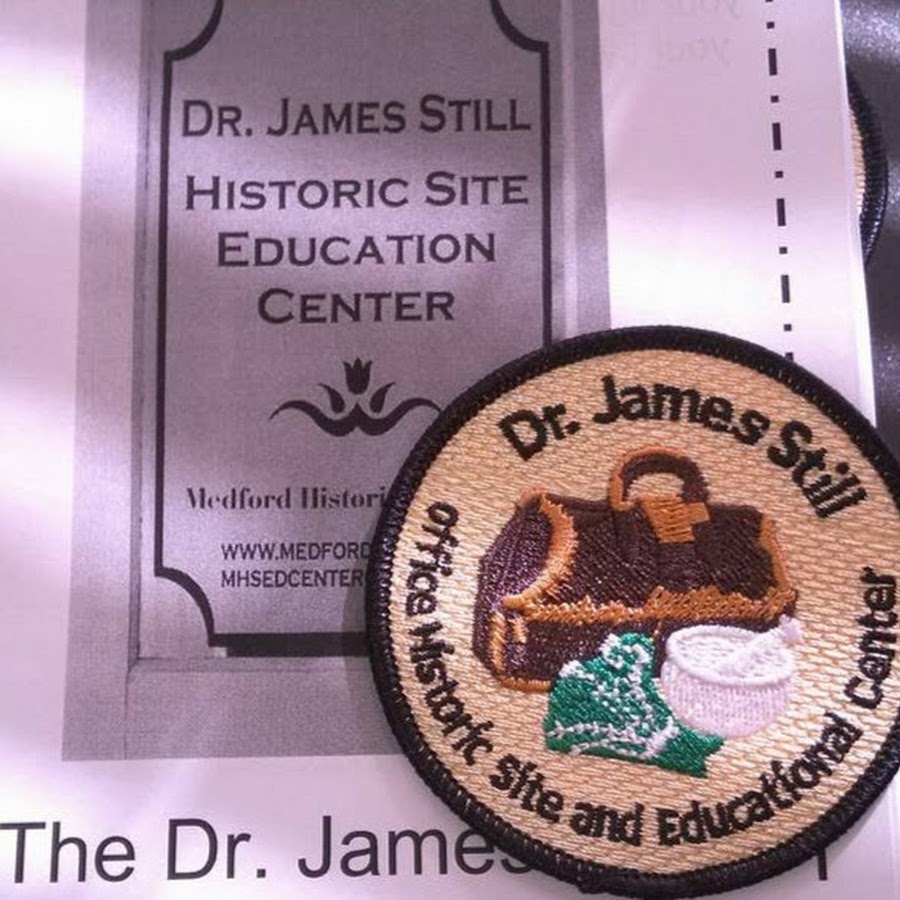 DR. JAMES STILL
HISTORIC SITE
EDUCATION
CENTER
Medford Histori
WWW.MEDFORD
MHSEDCENTER
Dr. James Still
office Historic site and Educational Center
The Dr. James